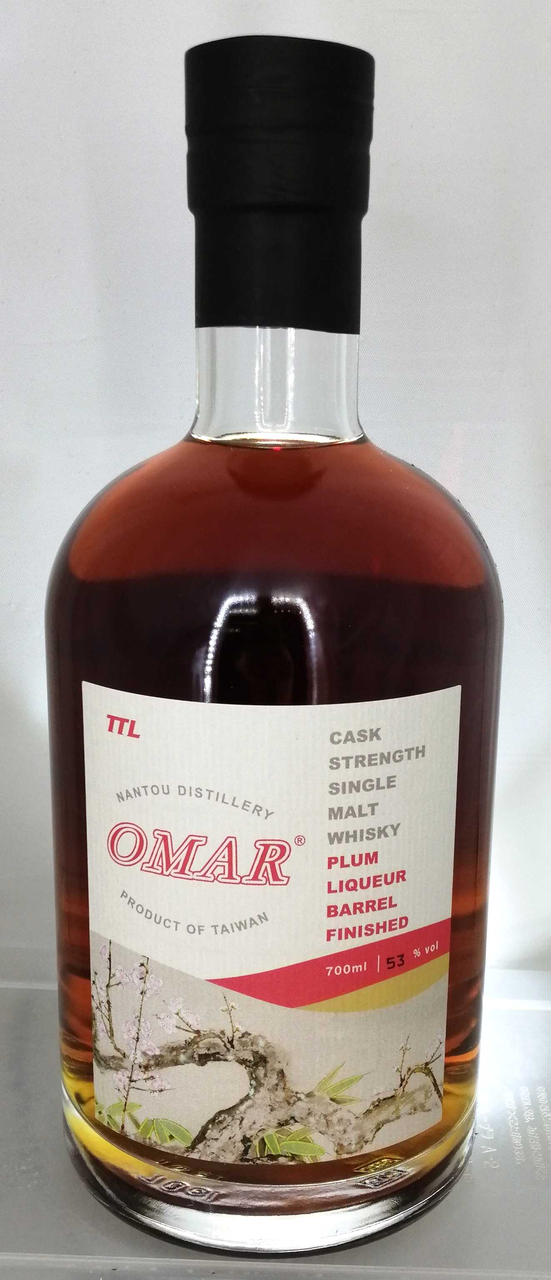 TTL
NANTOU DISTILLERY
OMAR®
PRODUCT OF TAIWAN
CASK
STRENGTH
SINGLE
MALT
WHISKY
PLUM
LIQUEUR
BARREL
FINISHED
700ml | 53 % vol